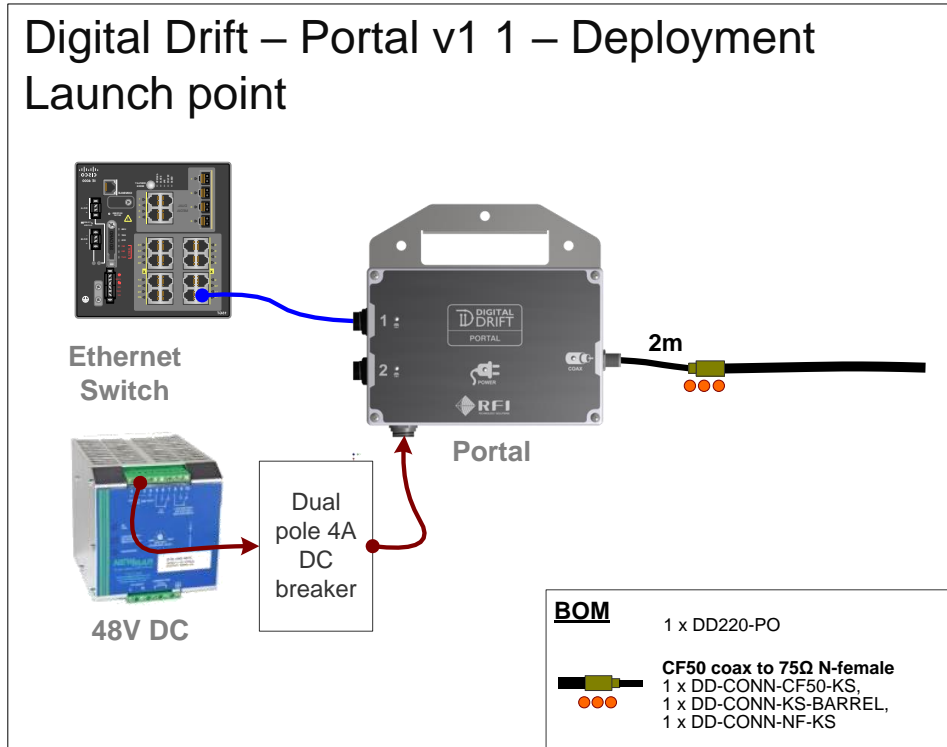 Digital Drift – Portal v1 1 – Deployment
Launch point
Ethernet
Switch
1
2
DIGITAL
DRIFT
PORTAL
POWER
COAX
RFI
Portal
2m
48V DC
Dual
pole 4A
DC
breaker
BOM
1 x DD220-PO
CF50 coax to 75Ω N-female
1 x DD-CONN-CF50-KS,
1 x DD-CONN-KS-BARREL,
1 x DD-CONN-NF-KS